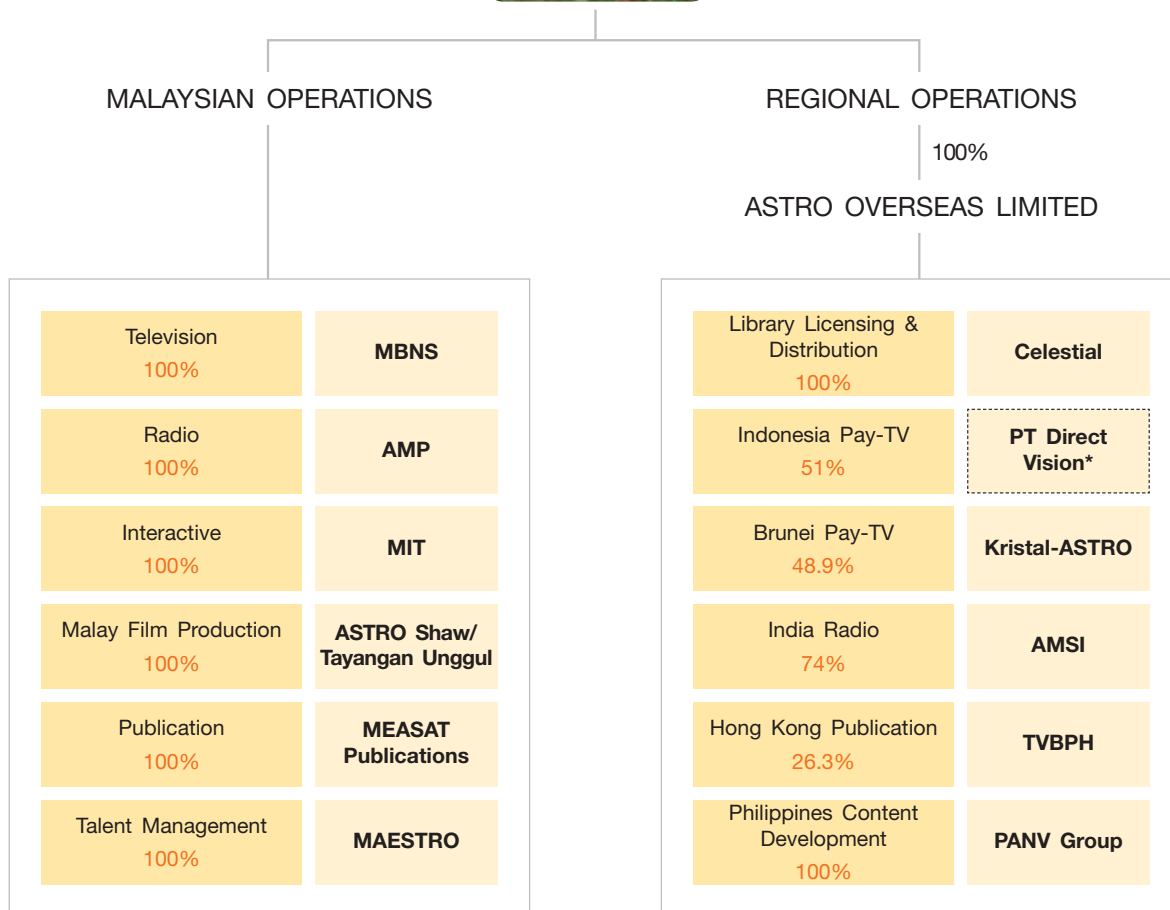 MALAYSIAN OPERATIONS
Television
100%
MBNS
Radio
100%
AMP
Interactive
100%
MIT
Malay Film Production
100%
ASTRO Shaw/
Tayangan Unggul
Publication
100%
MEASAT
Publications
Talent Management
100%
MAESTRO
REGIONAL OPERATIONS
100%
ASTRO OVERSEAS LIMITED
Library Licensing &
Distribution
100%
Celestial
Indonesia Pay-TV
51%
PT Direct
Vision*
Brunei Pay-TV
48.9%
Kristal-ASTRO
India Radio
74%
AMSI
Hong Kong Publication
26.3%
TVBPH
Philippines Content
Development
100%
PANV Group